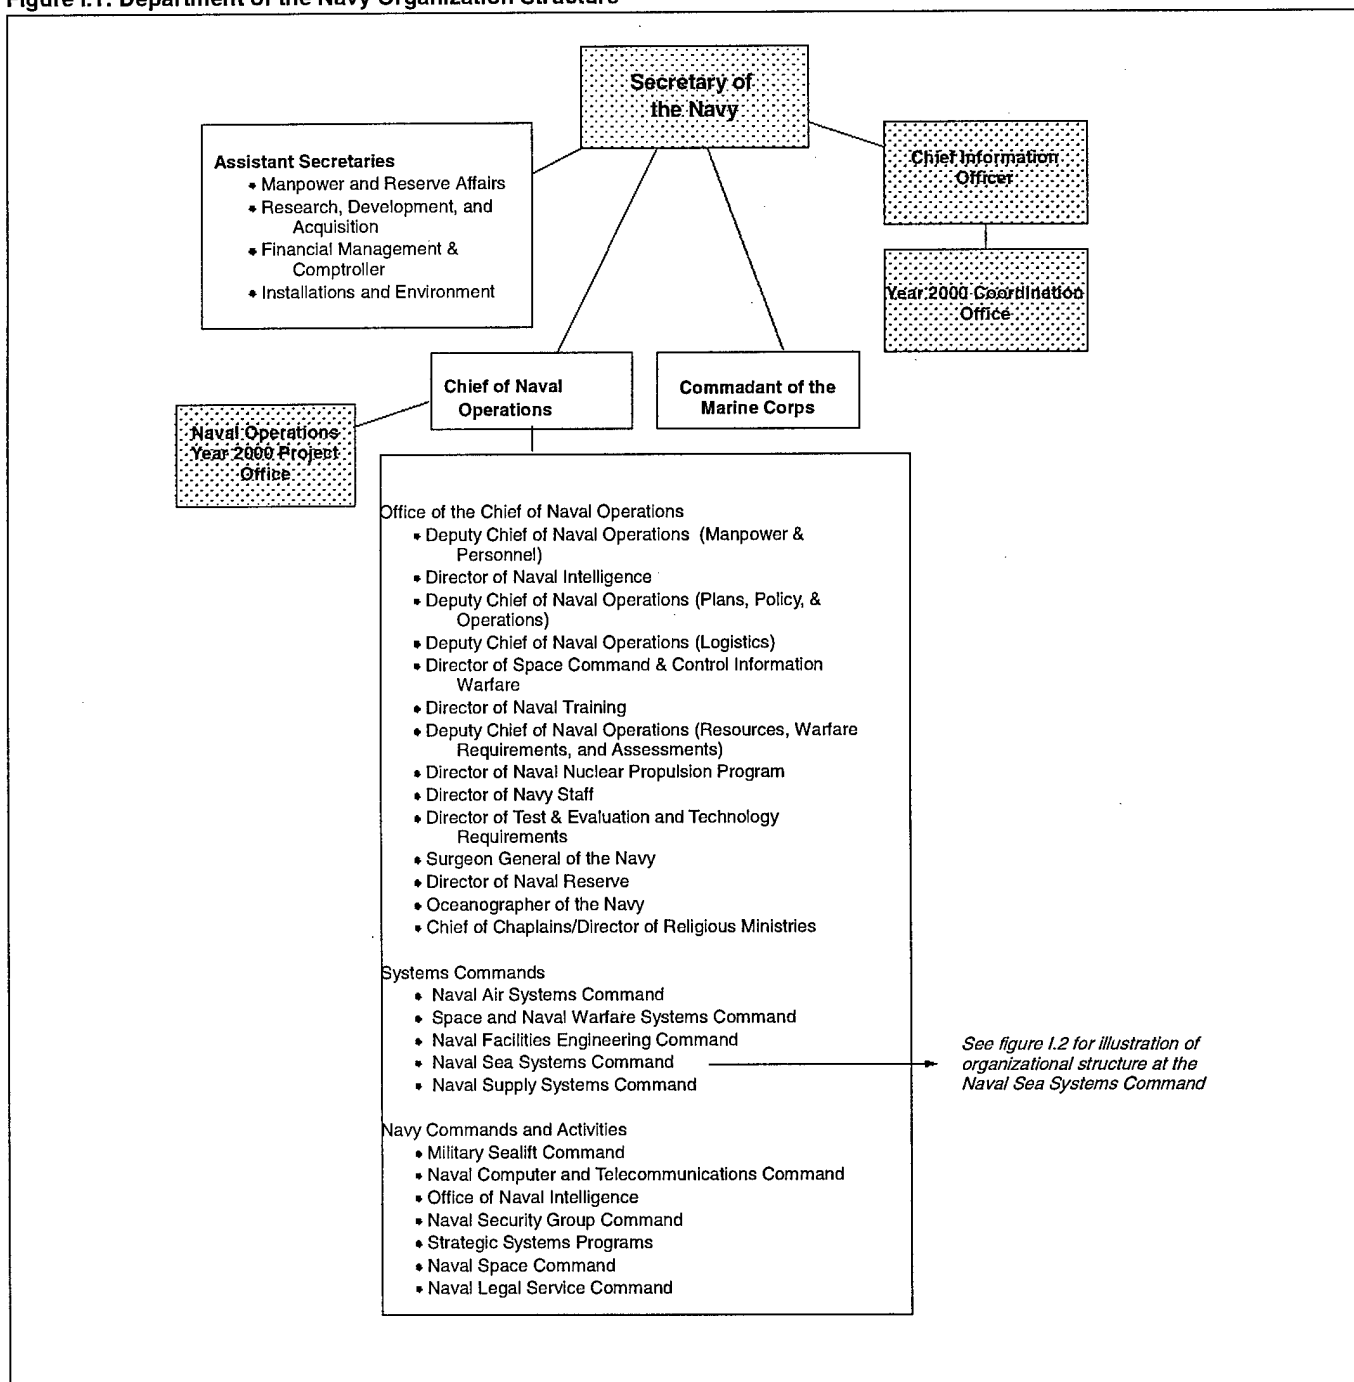 Figure I.1: Department of the Navy Organization Structure
Secretary of
the Navy
Assistant Secretaries
• Manpower and Reserve Affairs
• Research, Development, and
Acquisition
• Financial Management &
Comptroller
• Installations and Environment
Chief Information
Officer
Year 2000 Coordination
Office
Chief of Naval
Operations
Commadant of the
Marine Corps
Naval Operations
Year 2000 Project
Office
Office of the Chief of Naval Operations
• Deputy Chief of Naval Operations (Manpower &
Personnel)
• Director of Naval Intelligence
• Deputy Chief of Naval Operations (Plans, Policy, &
Operations)
• Deputy Chief of Naval Operations (Logistics)
• Director of Space Command & Control Information
Warfare
• Director of Naval Training
• Deputy Chief of Naval Operations (Resources, Warfare
Requirements, and Assessments)
• Director of Naval Nuclear Propulsion Program
• Director of Navy Staff
• Director of Test & Evaluation and Technology
Requirements
• Surgeon General of the Navy
• Director of Naval Reserve
• Oceanographer of the Navy
• Chief of Chaplains/Director of Religious Ministries
Systems Commands
• Naval Air Systems Command
• Space and Naval Warfare Systems Command
• Naval Facilities Engineering Command
• Naval Sea Systems Command
• Naval Supply Systems Command
See figure I.2 for illustration of
organizational structure at the
Naval Sea Systems Command
Navy Commands and Activities
• Military Sealift Command
• Naval Computer and Telecommunications Command
• Office of Naval Intelligence
• Naval Security Group Command
• Strategic Systems Programs
• Naval Space Command
• Naval Legal Service Command